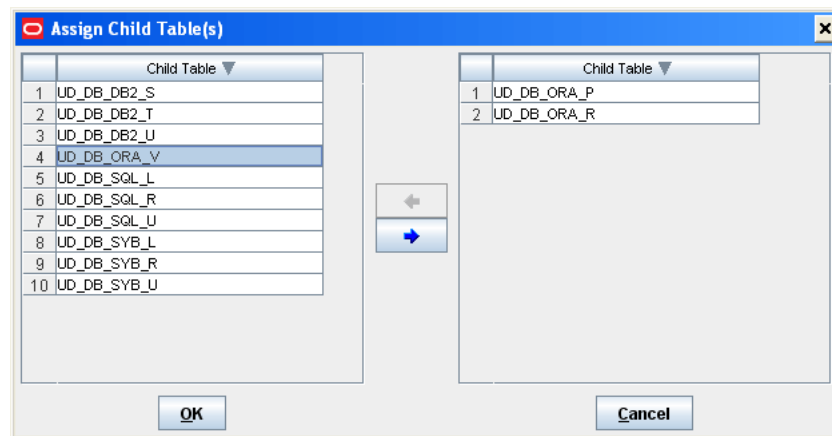 Assign Child Table(s)
Child Table
1 UD_DB_DB2_S
2 UD_DB_DB2_T
3 UD_DB_DB2_U
4 UD_DB_ORA_V
5 UD_DB_SQL_L
6 UD_DB_SQL_R
7 UD_DB_SQL_U
8 UD_DB_SYB_L
9 UD_DB_SYB_R
10 UD_DB_SYB_U
Child Table
1 UD_DB_ORA_P
2 UD_DB_ORA_R
OK
Cancel